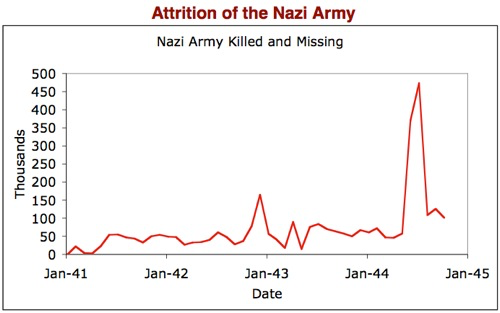 Attrition of the Nazi Army
Nazi Army Killed and Missing
500
450
400
350
300
250
200
150
100
50
0
Thousands
Jan-41 Jan-42 Jan-43 Jan-44 Jan-45
Date